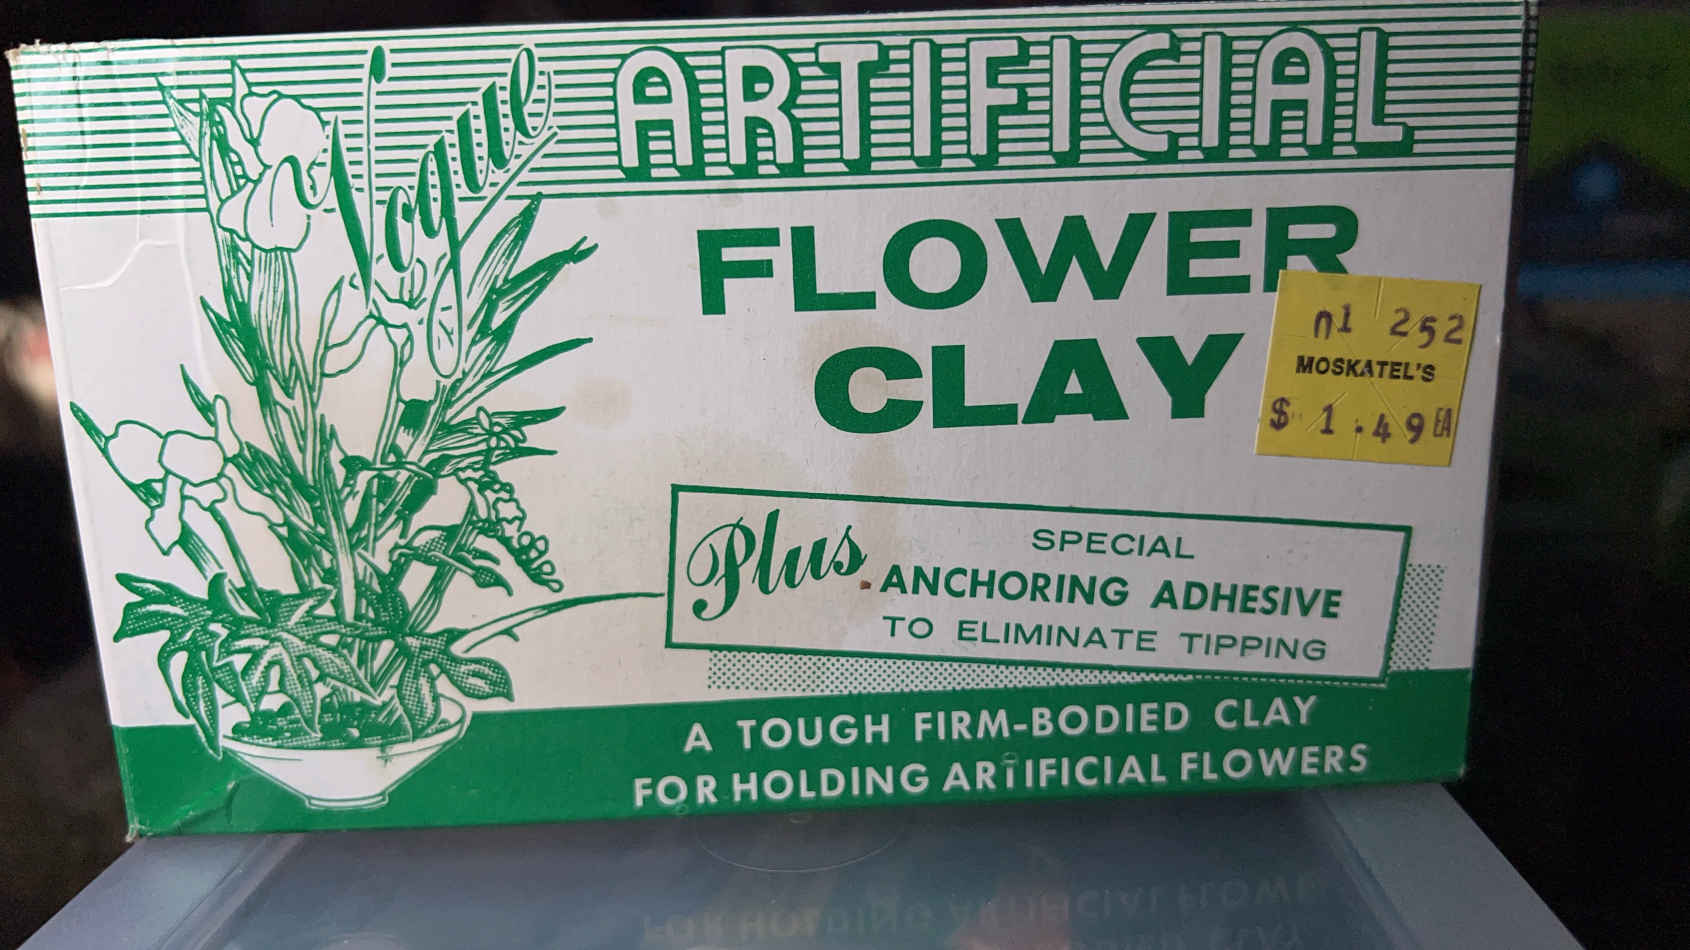 Vogue
ARTIFICIAL
FLOWER
CLAY
n1 252
MOSKATEL'S
$ 1.49 EA
Plus
SPECIAL
ANCHORING ADHESIVE
TO ELIMINATE TIPPING
A TOUGH FIRM-BODIED CLAY
FOR HOLDING ARTIFICIAL FLOWERS